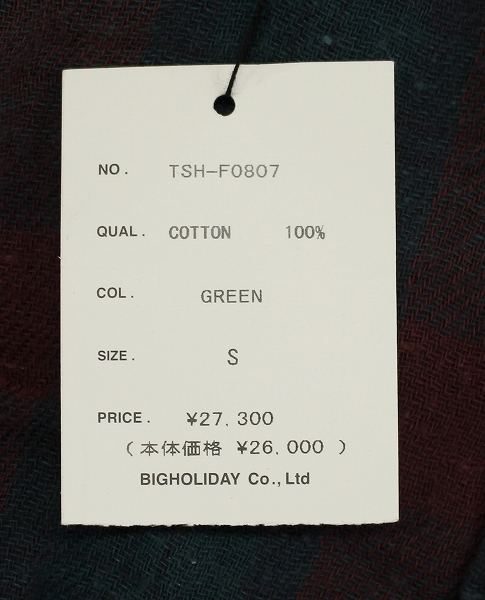 NO. TSH-F0807
QUAL. COTTON 100%
COL. GREEN
SIZE. S
PRICE. ¥27,300
(本体価格 ¥26,000)
BIGHOLIDAY Co.,Ltd